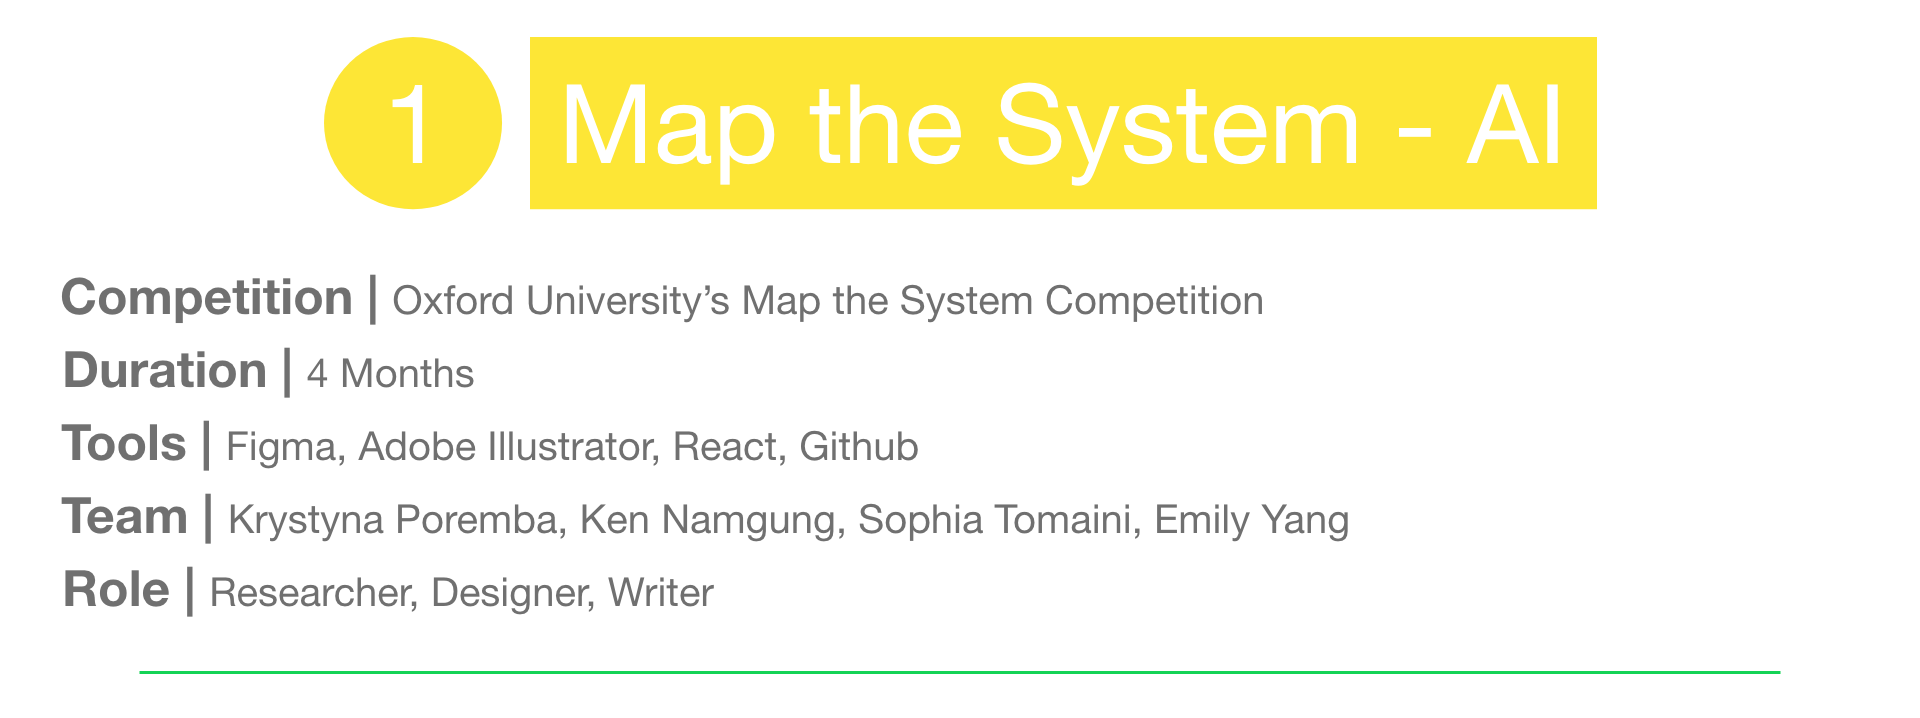 1 Map the System - AI
Competition | Oxford University’s Map the System Competition
Duration | 4 Months
Tools | Figma, Adobe Illustrator, React, Github
Team | Krystyna Poremba, Ken Namgung, Sophia Tomaini, Emily Yang
Role | Researcher, Designer, Writer